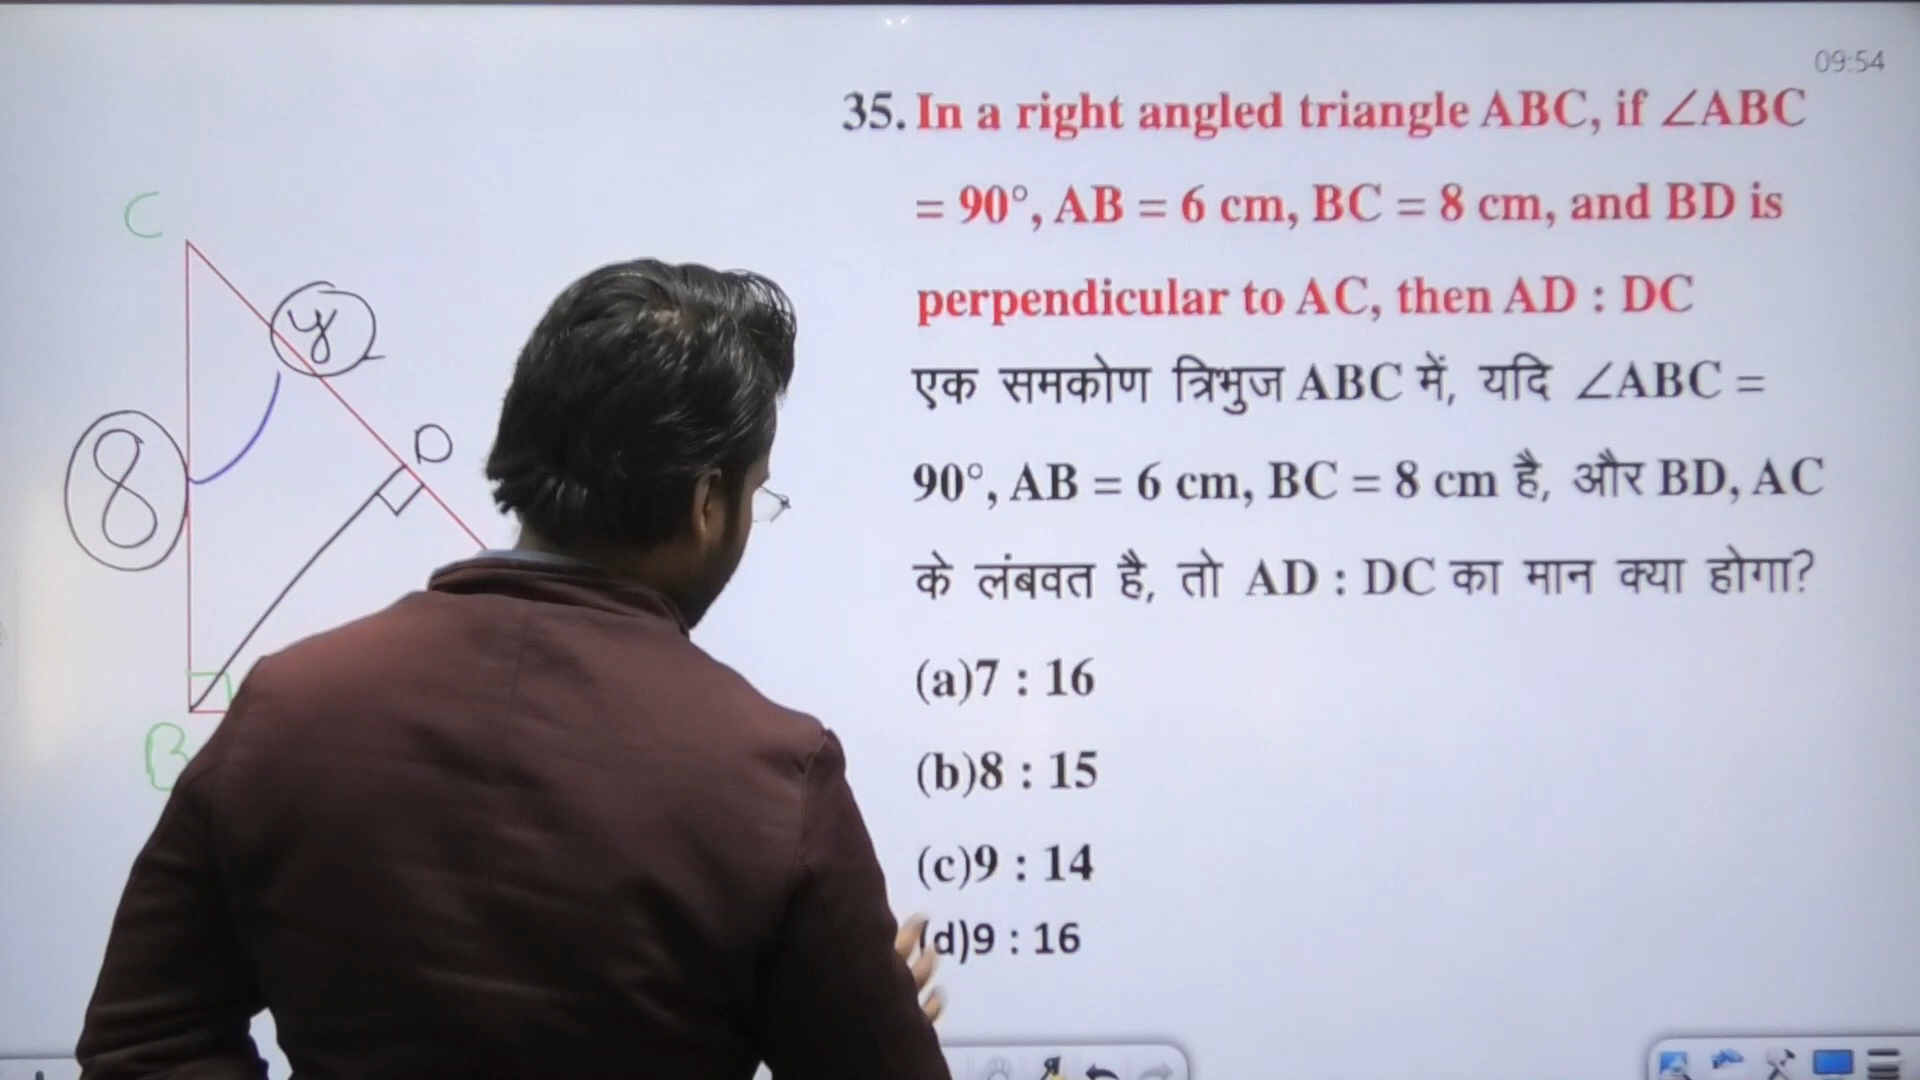 09:54
35. In a right angled triangle ABC, if ∠ABC
= 90°, AB = 6 cm, BC = 8 cm, and BD is
perpendicular to AC, then AD : DC
एक समकोण त्रिभुज ABC में, यदि ∠ABC =
90°, AB = 6 cm, BC = 8 cm है, और BD, AC
के लंबवत है, तो AD : DC का मान क्या होगा?
(a)7 : 16
(b)8 : 15
(c)9 : 14
(d)9 : 16
C
y
D
8
B